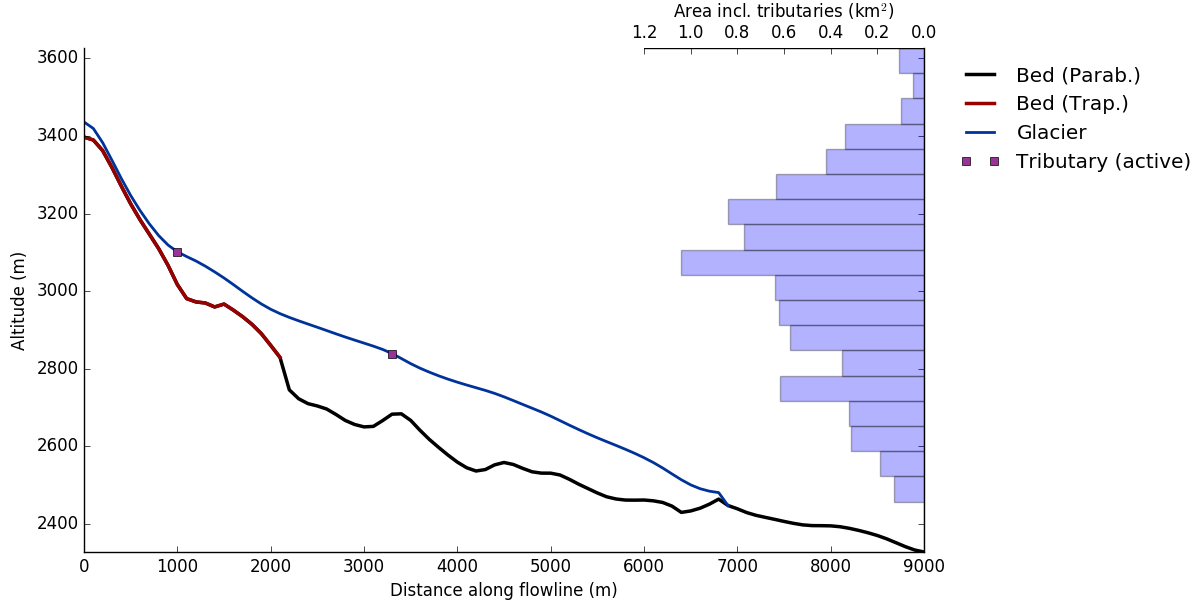 Area incl. tributaries (km²)
1.2 1.0 0.8 0.6 0.4 0.2 0.0
3600
3400
3200
3000
2800
2600
2400
Altitude (m)
0 1000 2000 3000 4000 5000 6000 7000 8000 9000
Distance along flowline (m)
Bed (Parab.)
Bed (Trap.)
Glacier
Tributary (active)